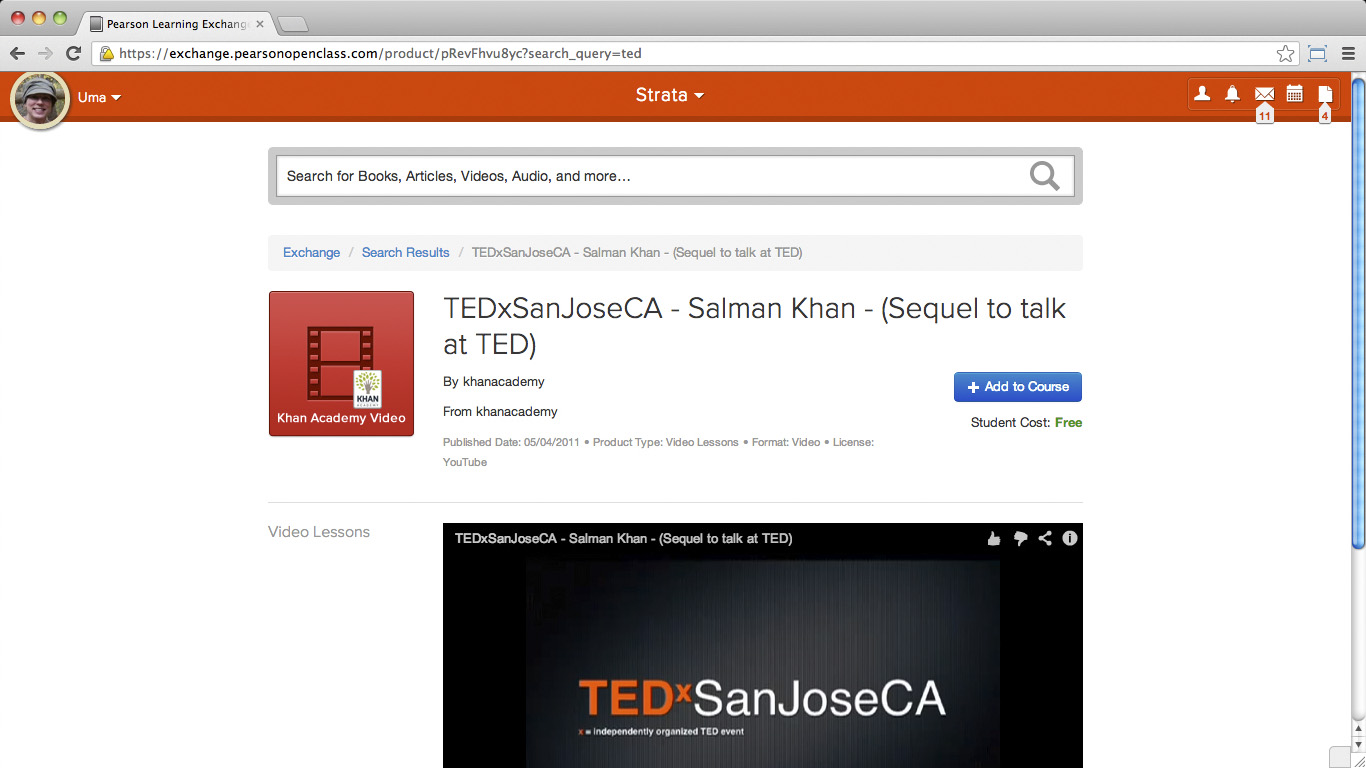 Pearson Learning Exchang
https://exchange.pearsonopenclass.com/product/pRevFhvu8yc?search_query=ted
Uma
Strata
11
4
Search for Books, Articles, Videos, Audio, and more...
Exchange / Search Results / TEDxSanJoseCA - Salman Khan - (Sequel to talk at TED)
TEDxSanJoseCA - Salman Khan - (Sequel to talk
at TED)
KHAN
ACADEMY
Khan Academy Video
By khanacademy
+ Add to Course
From khanacademy
Student Cost: Free
Published Date: 05/04/2011 • Product Type: Video Lessons • Format: Video • License:
YouTube
Video Lessons
TEDxSanJoseCA - Salman Khan - (Sequel to talk at TED)
TEDxSanJoseCA
x = independently organized TED event